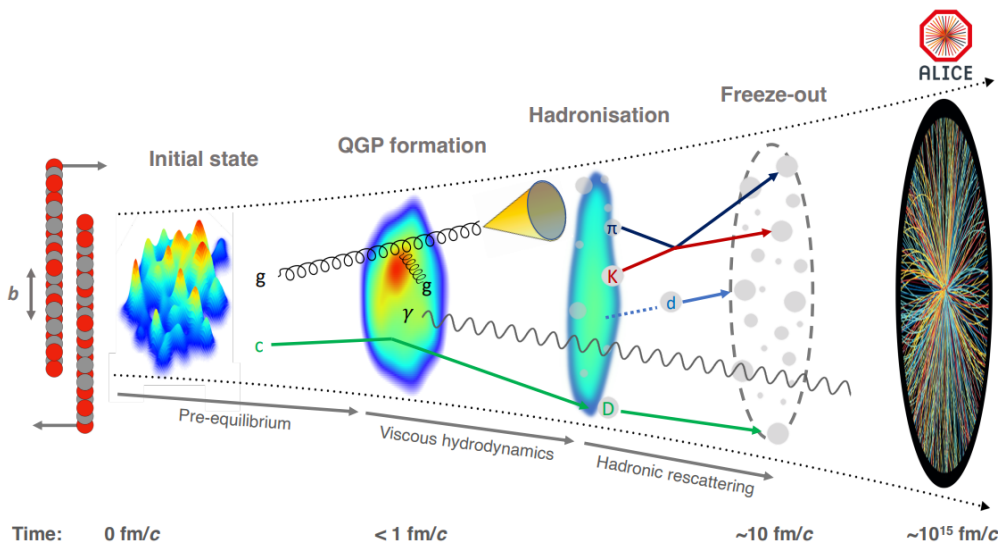 ALICE
Freeze-out
Hadronisation
QGP formation
Initial state
π
g
K
g
b
d
γ
c
D
Pre-equilibrium
Viscous hydrodynamics
Hadronic rescattering
Time: 0 fm/c < 1 fm/c ~10 fm/c ~10¹⁵ fm/c